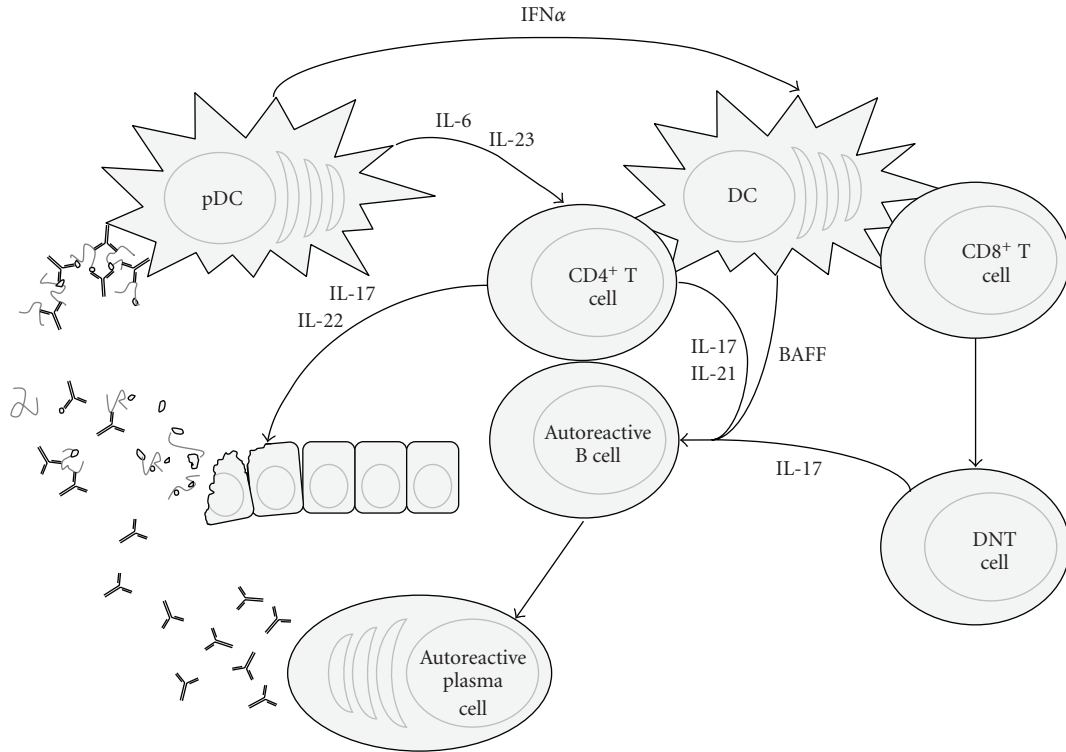 IFNα
IL-6
IL-23
pDC
DC
CD4⁺ T
cell
CD8⁺ T
cell
IL-17
IL-22
IL-17
IL-21
BAFF
Autoreactive
B cell
IL-17
DNT
cell
Autoreactive
plasma
cell